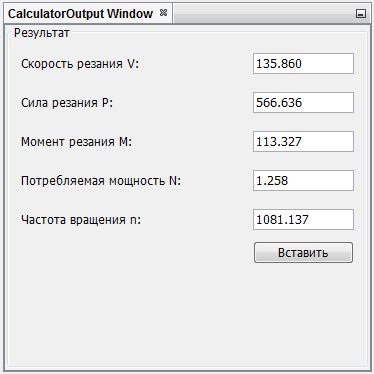 CalculatorOutput Window
Результат
Скорость резания V: 135.860
Сила резания P: 566.636
Момент резания M: 113.327
Потребляемая мощность N: 1.258
Частота вращения n: 1081.137
Вставить